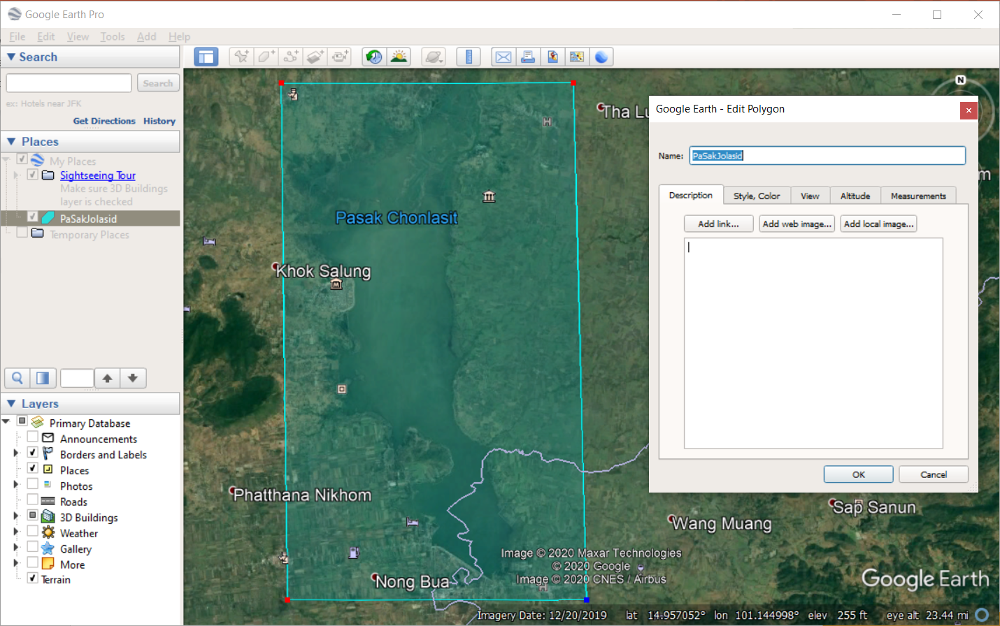 Google Earth Pro
File Edit View Tools Add Help
Search
Search
ex: Hotels near JFK
Get Directions History
Places
My Places
Sightseeing Tour
Make sure 3D Buildings
layer is checked
PaSakJolasid
Temporary Places
Layers
Primary Database
Announcements
Borders and Labels
Places
Photos
Roads
3D Buildings
Weather
Gallery
More
Terrain
N
Tha Lu
H
Pasak Chonlasit
Khok Salung
M
Phatthana Nikhom
Nong Bua
Wang Muang
Sap Sanun
m
Image © 2020 Maxar Technologies
© 2020 Google
Image © 2020 CNES / Airbus
Google Earth
Imagery Date: 12/20/2019 lat 14.957052° lon 101.144998° elev 255 ft eye alt 23.44 mi
Google Earth - Edit Polygon
Name: PaSakJolasid
Description Style, Color View Altitude Measurements
Add link... Add web image... Add local image...
OK Cancel